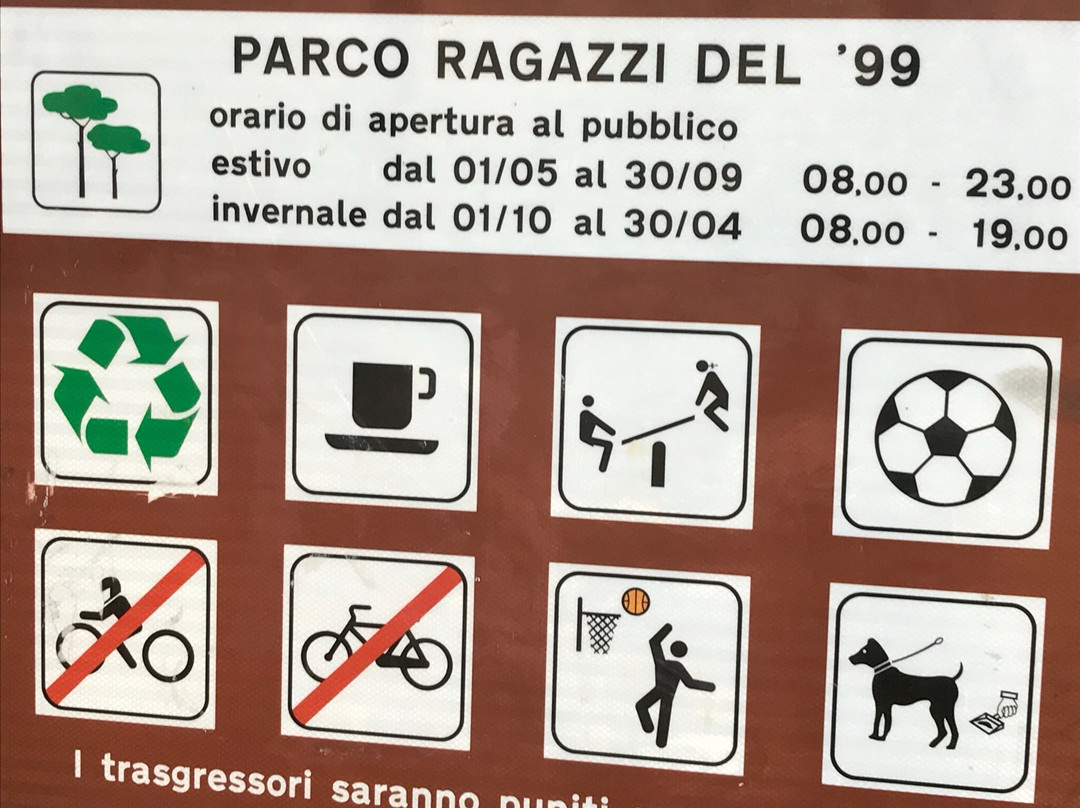 PARCO RAGAZZI DEL '99
orario di apertura al pubblico
estivo dal 01/05 al 30/09 08.00 - 23.00
invernale dal 01/10 al 30/04 08.00 - 19.00
I trasgressori saranno puniti